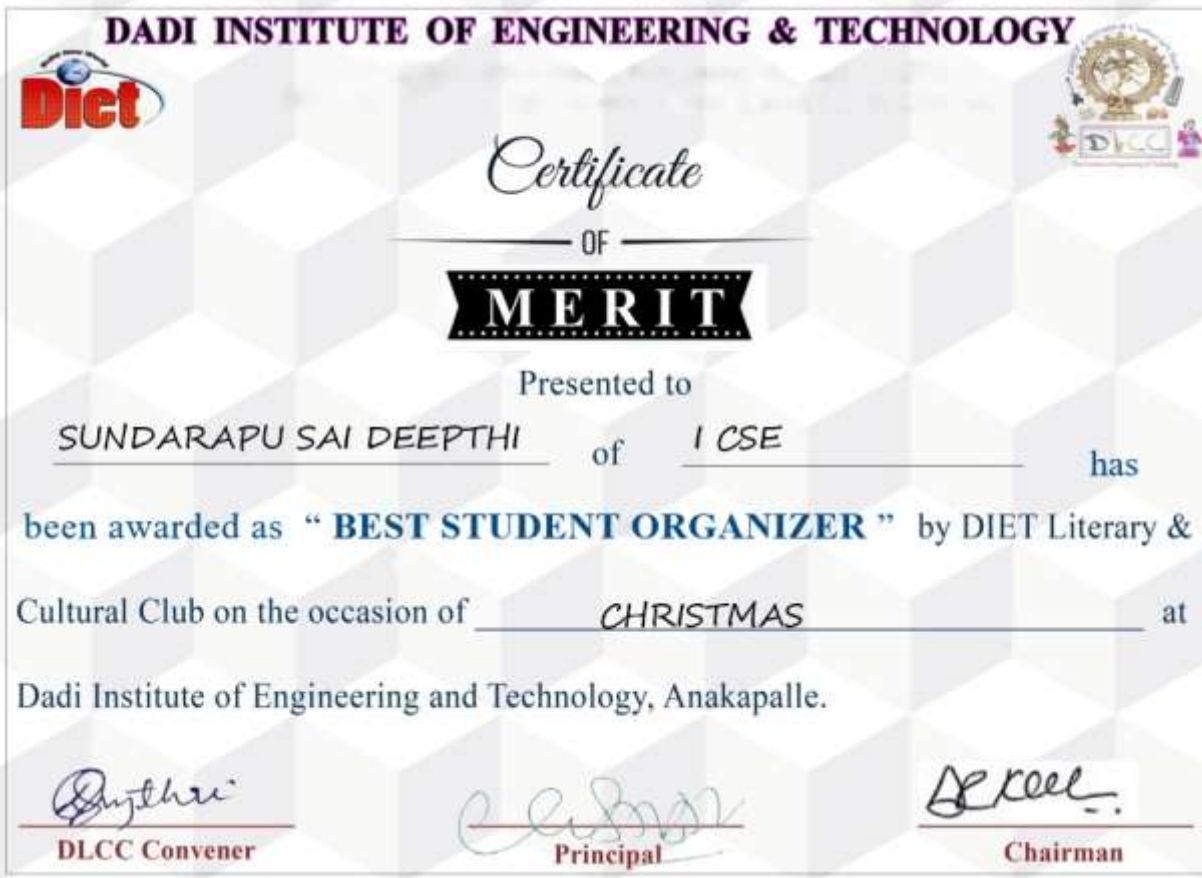 DADI INSTITUTE OF ENGINEERING & TECHNOLOGY
Diet
DLCC
Certificate
OF
MERIT
Presented to
SUNDARAPU SAI DEEPTHI of I CSE has
been awarded as “ BEST STUDENT ORGANIZER ” by DIET Literary &
Cultural Club on the occasion of CHRISTMAS at
Dadi Institute of Engineering and Technology, Anakapalle.
DLCC Convener Principal Chairman